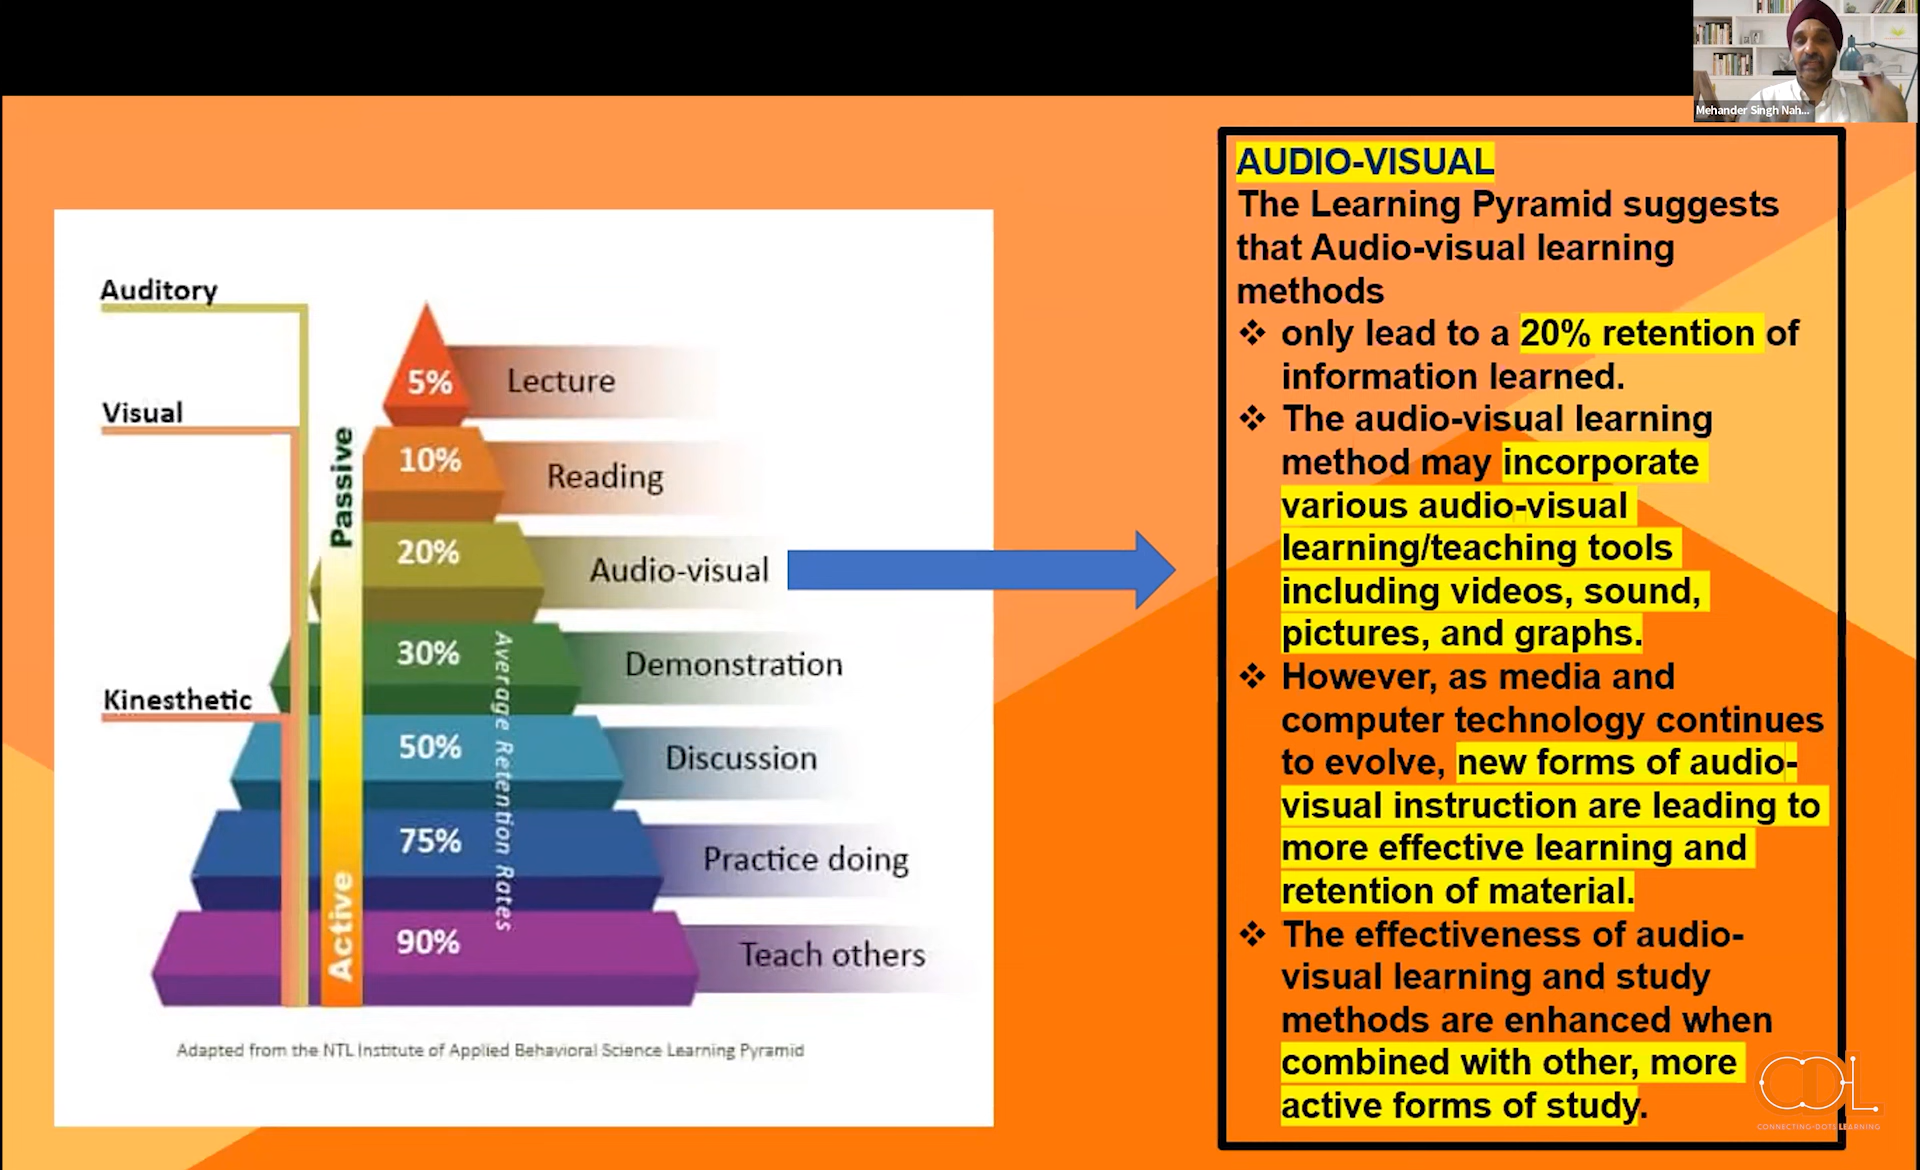 Mehander Singh Nah...
Auditory
Visual
Kinesthetic
Passive
Active
5%
Lecture
10%
Reading
20%
Audio-visual
30%
Demonstration
50%
Discussion
75%
Practice doing
90%
Teach others
Average Retention Rates
Adapted from the NTL Institute of Applied Behavioral Science Learning Pyramid
AUDIO-VISUAL
The Learning Pyramid suggests
that Audio-visual learning
methods
❖ only lead to a 20% retention of
information learned.
❖ The audio-visual learning
method may incorporate
various audio-visual
learning/teaching tools
including videos, sound,
pictures, and graphs.
❖ However, as media and
computer technology continues
to evolve, new forms of audio-
visual instruction are leading to
more effective learning and
retention of material.
❖ The effectiveness of audio-
visual learning and study
methods are enhanced when
combined with other, more
active forms of study.
CDL
CONNECTING-DOTS LEARNING